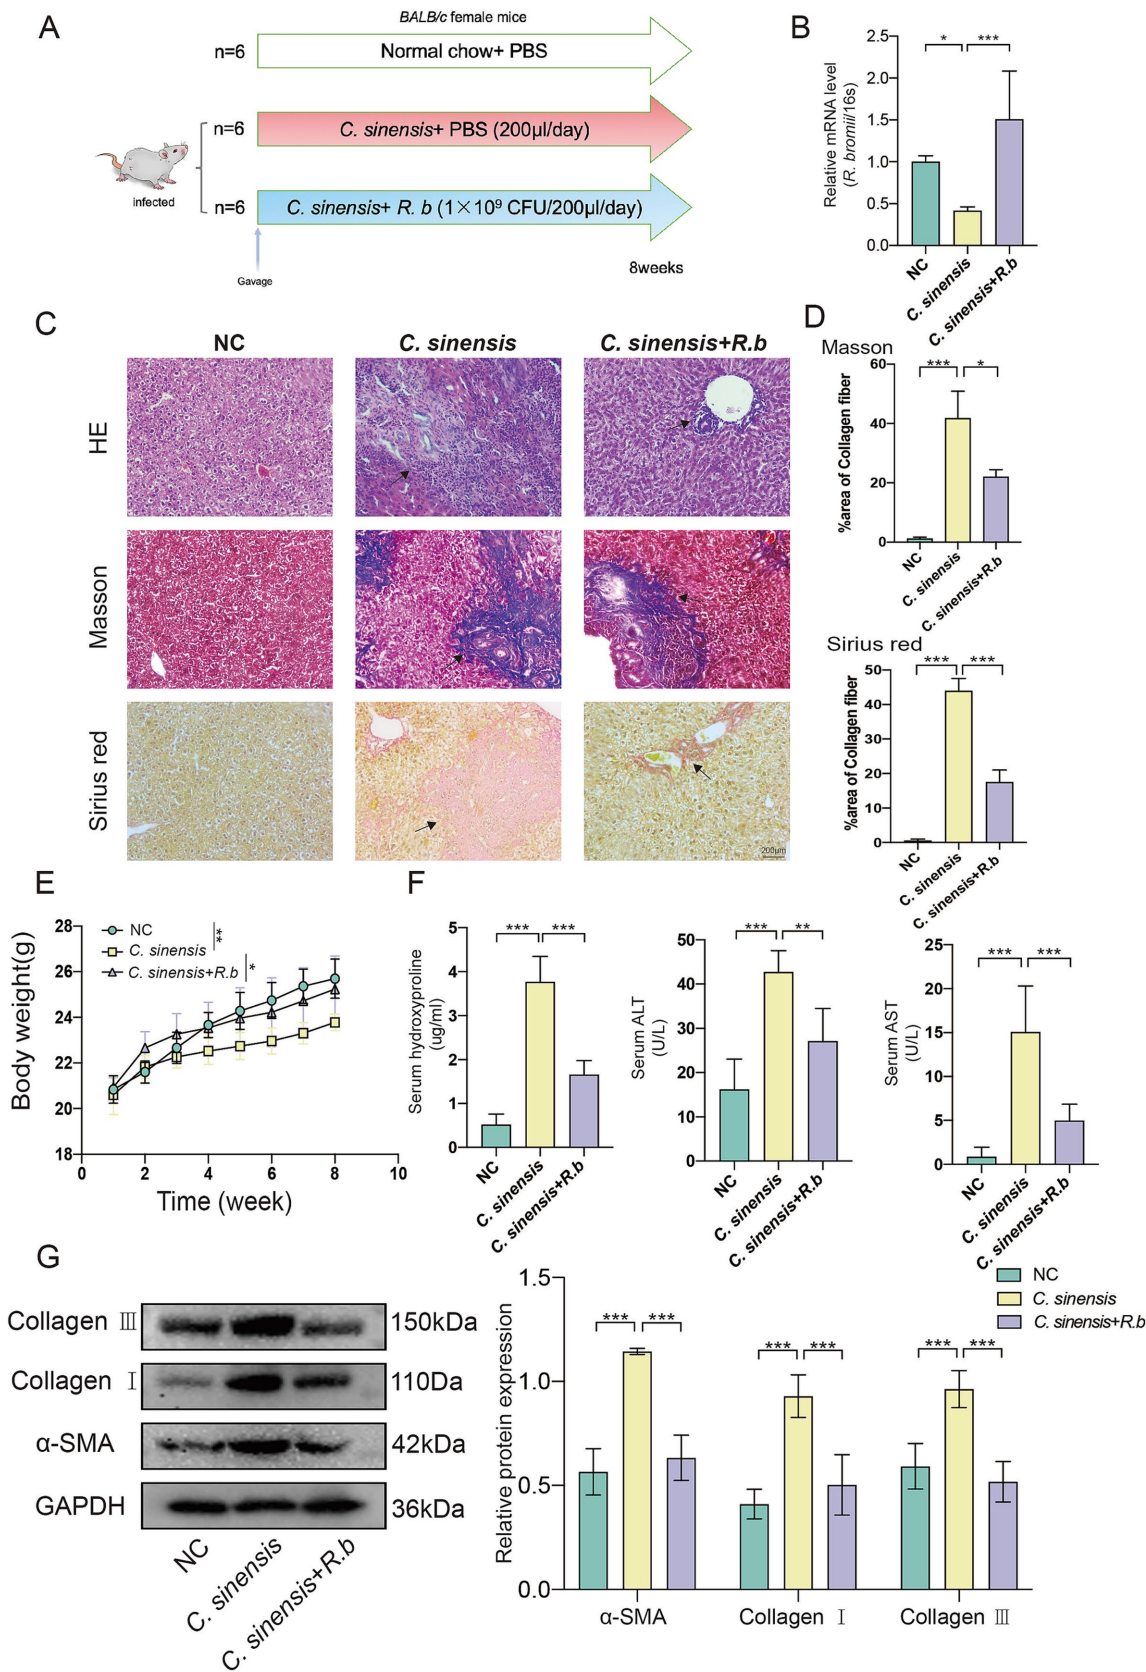 A
BALB/c female mice
n=6
Normal chow+ PBS
n=6
C. sinensis+ PBS (200μl/day)
infected
n=6
C. sinensis+ R. b (1×10⁹ CFU/200μl/day)
Gavage
8weeks
B
Relative mRNA level
(R. bromii/16s)
2.5
2.0
1.5
1.0
0.5
0.0
*
***
NC
C. sinensis
C. sinensis+R.b
C
NC
C. sinensis
C. sinensis+R.b
HE
Masson
Sirius red
200μm
D
Masson
%area of Collagen fiber
60
40
20
0
***
*
NC
C. sinensis
C. sinensis+R.b
Sirius red
%area of Collagen fiber
50
40
30
20
10
0
***
***
NC
C. sinensis
C. sinensis+R.b
E
Body weight(g)
28
26
24
22
20
18
NC
C. sinensis
C. sinensis+R.b
**
*
0
2
4
6
8
10
Time (week)
F
Serum hydroxyproline
(ug/ml)
5
4
3
2
1
0
***
***
NC
C. sinensis
C. sinensis+R.b
Serum ALT
(U/L)
50
40
30
20
10
0
***
**
NC
C. sinensis
C. sinensis+R.b
Serum AST
(U/L)
25
20
15
10
5
0
***
***
NC
C. sinensis
C. sinensis+R.b
G
Collagen Ⅲ
150kDa
Collagen Ⅰ
110Da
α-SMA
42kDa
GAPDH
36kDa
NC
C. sinensis
C. sinensis+R.b
Relative protein expression
1.5
1.0
0.5
0.0
***
***
***
***
***
***
α-SMA
Collagen Ⅰ
Collagen Ⅲ
NC
C. sinensis
C. sinensis+R.b